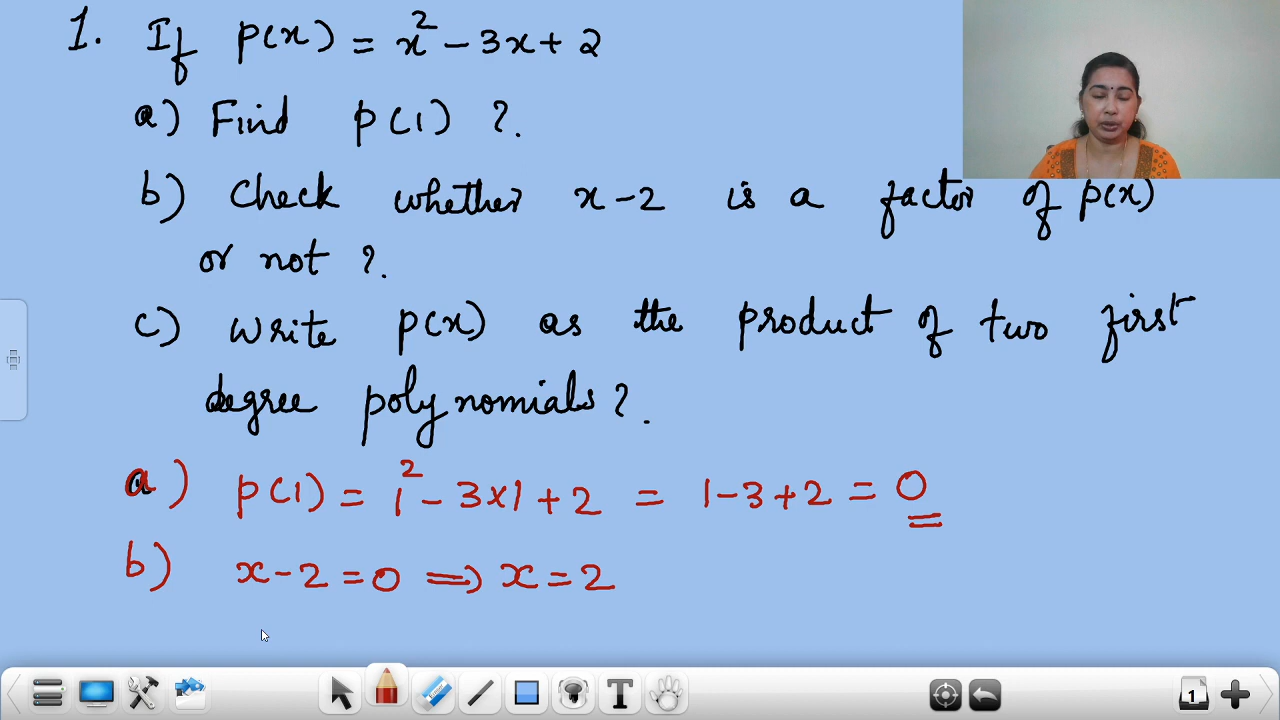 1. If p(x) = x² - 3x + 2
a) Find p(1) ?.
b) Check whether x - 2 is a factor of p(x)
or not ?.
c) Write p(x) as the product of two first
degree polynomials ?.
a) p(1) = 1² - 3x1 + 2 = 1 - 3 + 2 = 0
b) x - 2 = 0 ⟹ x = 2
T 1